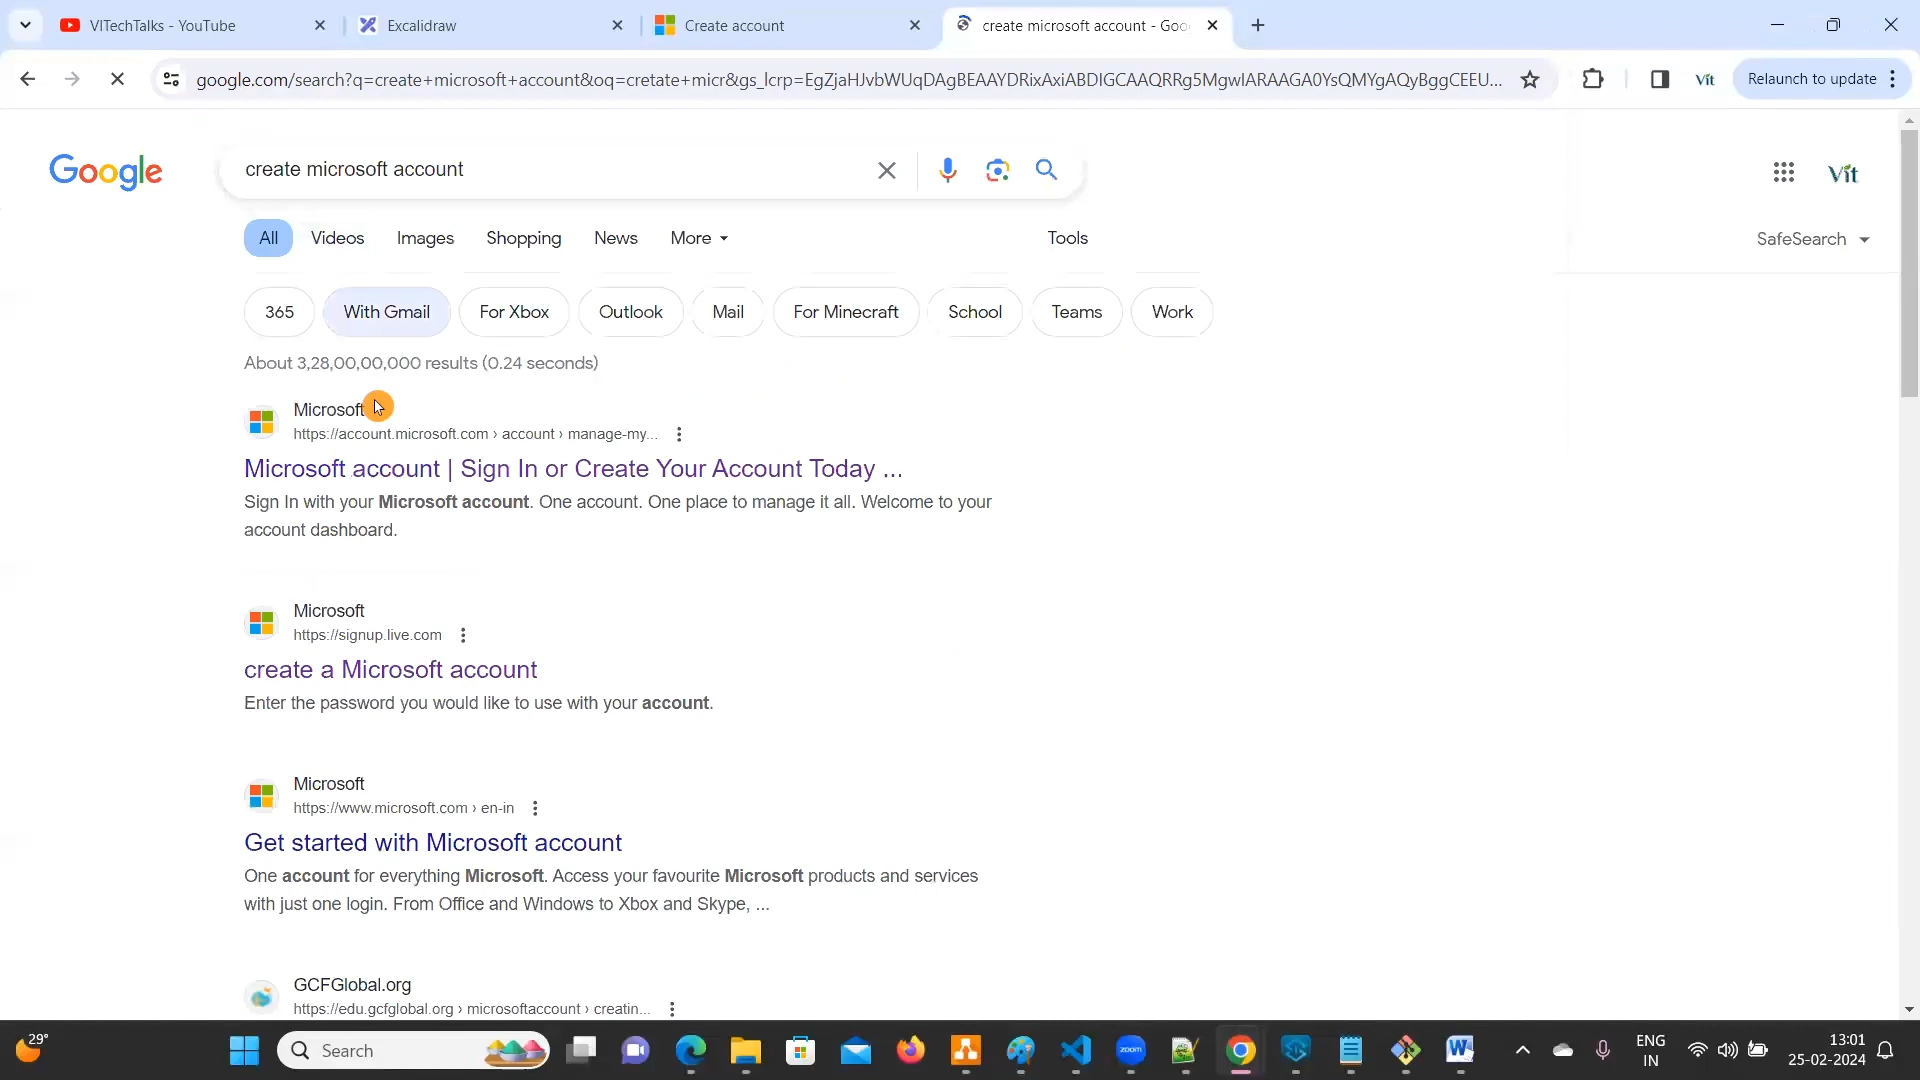 VITechTalks - YouTube
Excalidraw
Create account
create microsoft account - Goo
google.com/search?q=create+microsoft+account&oq=cretate+micr&gs_lcrp=EgZjaHJvbWUqDAgBEAAYDRixAxiABDIGCAAQRRg5MgwIARAAGA0YsQMYgAQyBggCEEU...
Vit
Relaunch to update
Google
create microsoft account
Vit
All
Videos
Images
Shopping
News
More
Tools
SafeSearch
365
With Gmail
For Xbox
Outlook
Mail
For Minecraft
School
Teams
Work
About 3,28,00,00,000 results (0.24 seconds)
Microsoft
https://account.microsoft.com › account › manage-my...
Microsoft account | Sign In or Create Your Account Today ...
Sign In with your Microsoft account. One account. One place to manage it all. Welcome to your
account dashboard.
Microsoft
https://signup.live.com
create a Microsoft account
Enter the password you would like to use with your account.
Microsoft
https://www.microsoft.com › en-in
Get started with Microsoft account
One account for everything Microsoft. Access your favourite Microsoft products and services
with just one login. From Office and Windows to Xbox and Skype, ...
GCFGlobal.org
https://edu.gcfglobal.org › microsoftaccount › creatin...
29°
Search
zoom
W
ENG
IN
13:01
25-02-2024